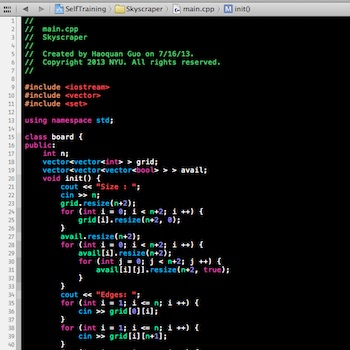 SelfTraining Skyscraper main.cpp M init()
//
// main.cpp
// Skyscraper
//
// Created by Haoquan Guo on 7/16/13.
// Copyright 2013 NYU. All rights reserved.
//
#include <iostream>
#include <vector>
#include <set>
using namespace std;
class board {
public:
int n;
vector<vector<int> > grid;
vector<vector<vector<bool> > > avail;
void init() {
cout << "Size : ";
cin >> n;
grid.resize(n+2);
for (int i = 0; i < n+2; i ++) {
grid[i].resize(n+2, 0);
}
avail.resize(n+2);
for (int i = 0; i < n+2; i ++) {
avail[i].resize(n+2);
for (int j = 0; j < n+2; j ++) {
avail[i][j].resize(n+2, true);
}
}
cout << "Edges: ";
for (int i = 1; i <= n; i ++) {
cin >> grid[0][i];
}
for (int i = 1; i <= n; i ++) {
cin >> grid[i][n+1];
}